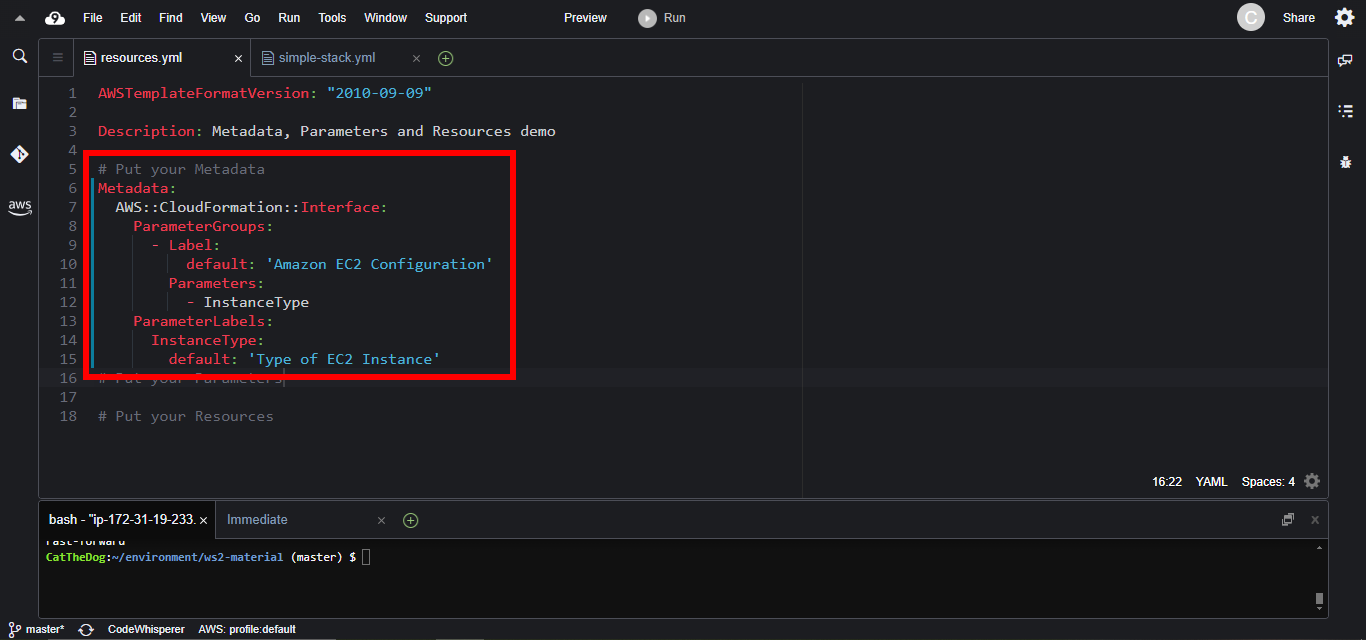 File Edit Find View Go Run Tools Window Support Preview Run C Share
resources.yml simple-stack.yml
1 AWSTemplateFormatVersion: "2010-09-09"
2
3 Description: Metadata, Parameters and Resources demo
4
5 # Put your Metadata
6 Metadata:
7 AWS::CloudFormation::Interface:
8 ParameterGroups:
9 - Label:
10 default: 'Amazon EC2 Configuration'
11 Parameters:
12 - InstanceType
13 ParameterLabels:
14 InstanceType:
15 default: 'Type of EC2 Instance'
16 # Put your Parameters
17
18 # Put your Resources
aws
16:22 YAML Spaces: 4
bash - "ip-172-31-19-233. Immediate
Fast-forward
CatTheDog:~/environment/ws2-material (master) $
master* CodeWhisperer AWS: profile:default